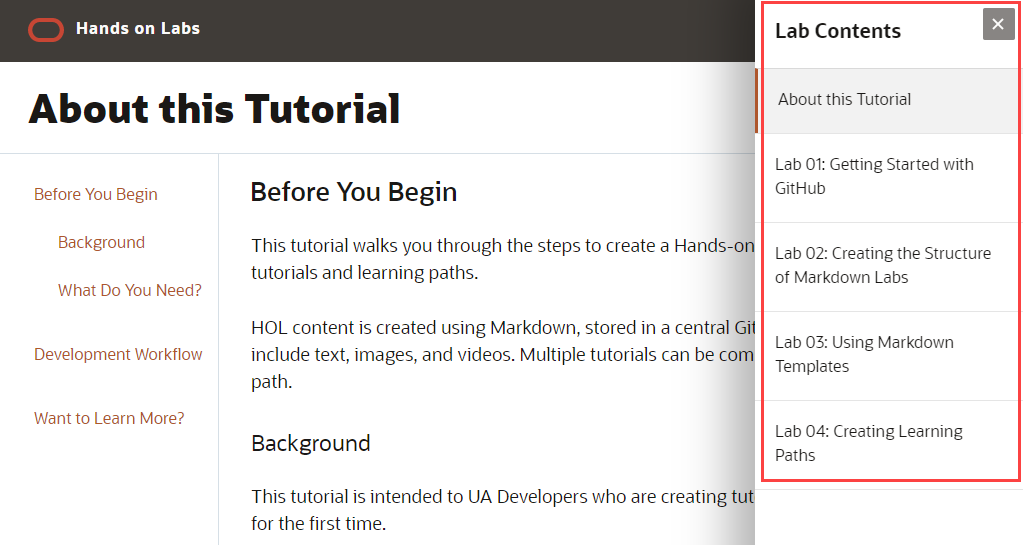 Hands on Labs
About this Tutorial
Before You Begin
Background
What Do You Need?
Development Workflow
Want to Learn More?
Before You Begin
This tutorial walks you through the steps to create a Hands-on
tutorials and learning paths.
HOL content is created using Markdown, stored in a central Git
include text, images, and videos. Multiple tutorials can be com
path.
Background
This tutorial is intended to UA Developers who are creating tut
for the first time.
Lab Contents
About this Tutorial
Lab 01: Getting Started with
GitHub
Lab 02: Creating the Structure
of Markdown Labs
Lab 03: Using Markdown
Templates
Lab 04: Creating Learning
Paths